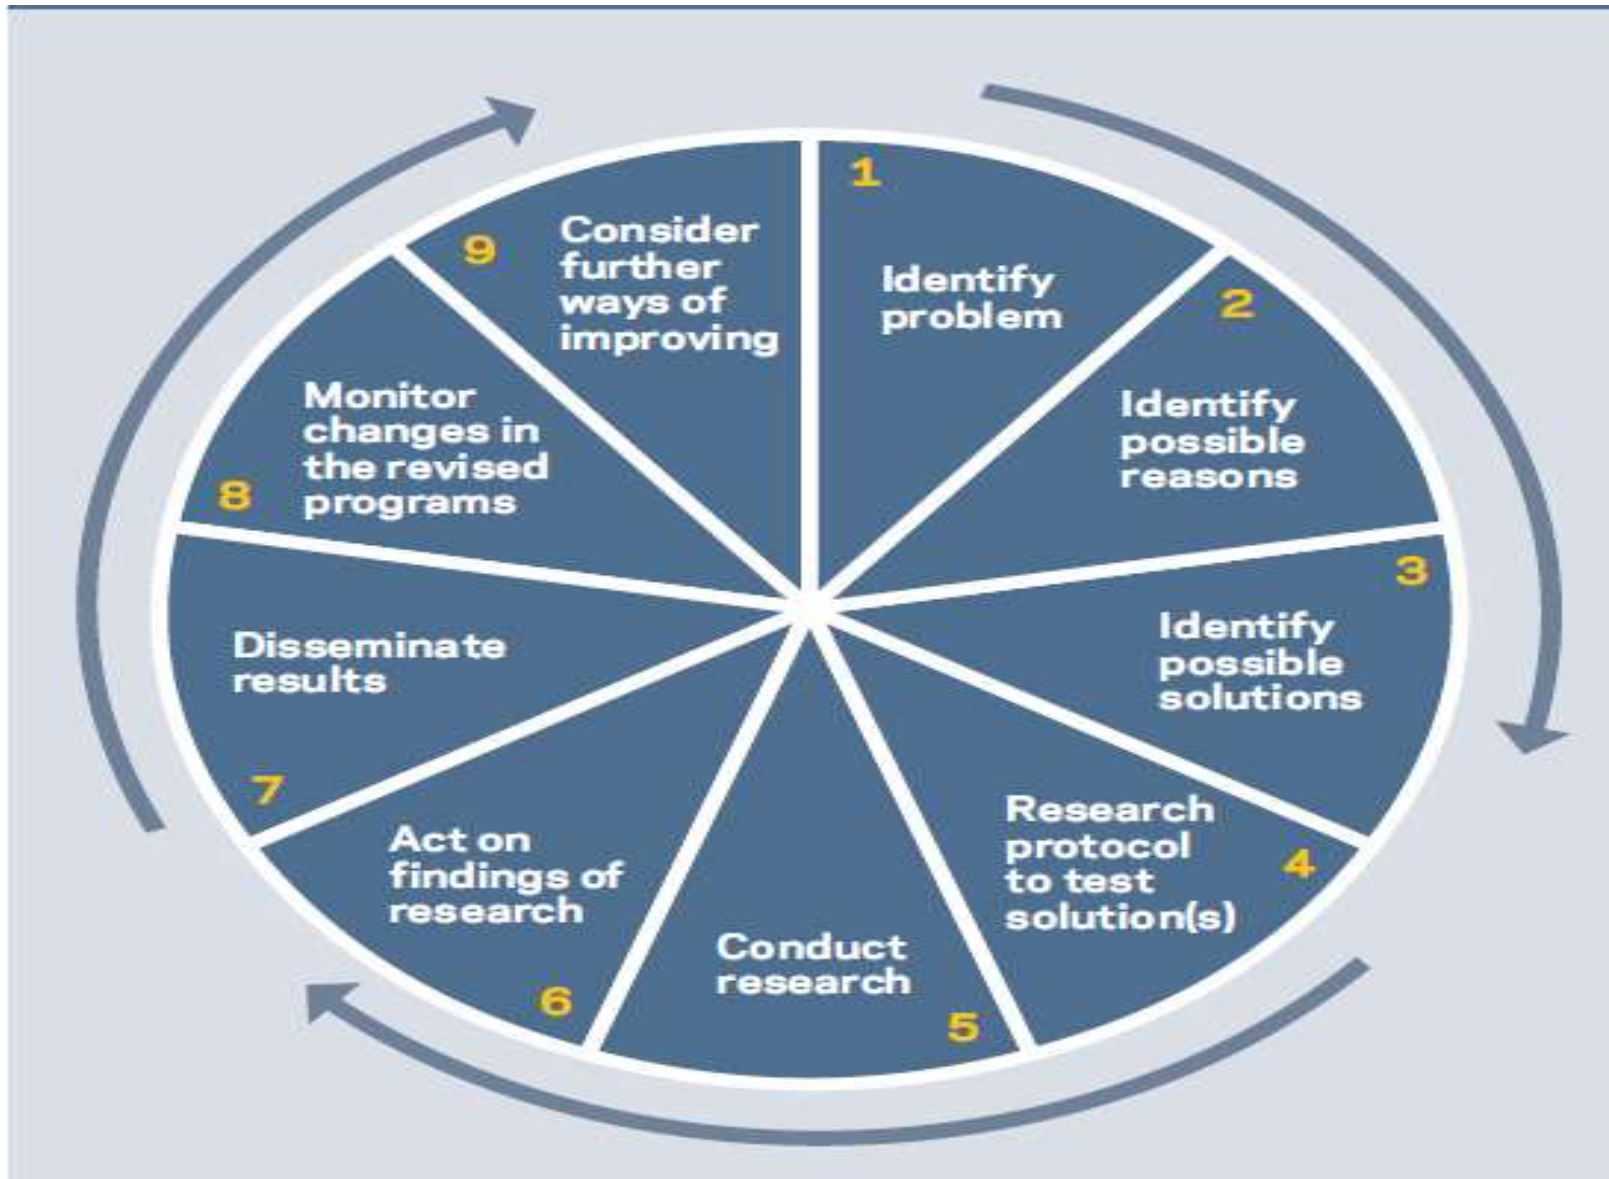 1
Identify
problem
2
Identify
possible
reasons
3
Identify
possible
solutions
4
Research
protocol
to test
solution(s)
5
Conduct
research
6
Act on
findings of
research
7
Disseminate
results
8
Monitor
changes in
the revised
programs
9
Consider
further
ways of
improving